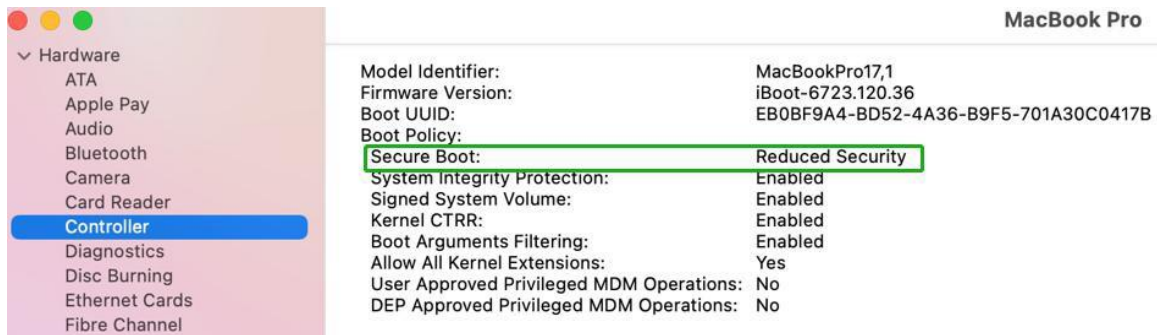 MacBook Pro
Hardware
ATA
Apple Pay
Audio
Bluetooth
Camera
Card Reader
Controller
Diagnostics
Disc Burning
Ethernet Cards
Fibre Channel
Model Identifier: MacBookPro17,1
Firmware Version: iBoot-6723.120.36
Boot UUID: EB0BF9A4-BD52-4A36-B9F5-701A30C0417B
Boot Policy:
Secure Boot: Reduced Security
System Integrity Protection: Enabled
Signed System Volume: Enabled
Kernel CTRR: Enabled
Boot Arguments Filtering: Enabled
Allow All Kernel Extensions: Yes
User Approved Privileged MDM Operations: No
DEP Approved Privileged MDM Operations: No